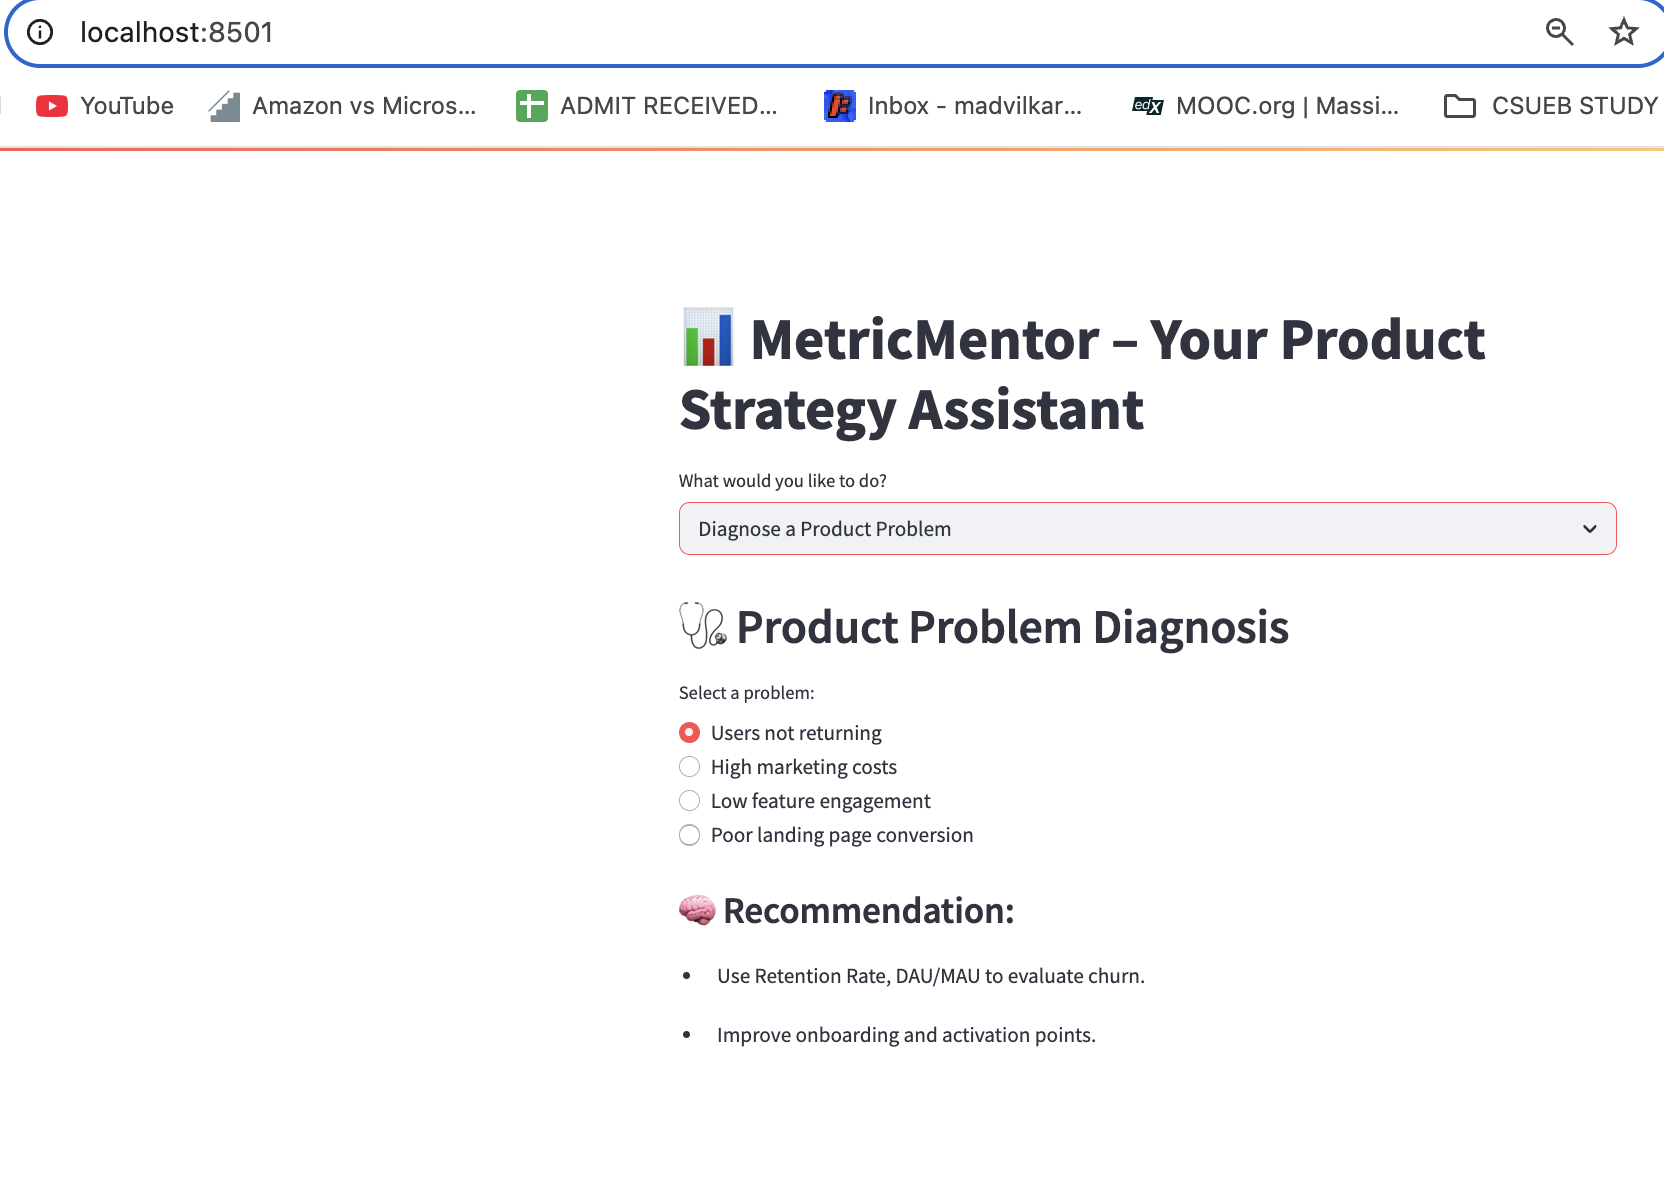 localhost:8501
YouTube
Amazon vs Micros...
ADMIT RECEIVED...
Inbox - madvilkar...
edX
MOOC.org | Massi...
CSUEB STUDY
📊 MetricMentor – Your Product
Strategy Assistant
What would you like to do?
Diagnose a Product Problem
🩺 Product Problem Diagnosis
Select a problem:
Users not returning
High marketing costs
Low feature engagement
Poor landing page conversion
🧠 Recommendation:
• Use Retention Rate, DAU/MAU to evaluate churn.
• Improve onboarding and activation points.